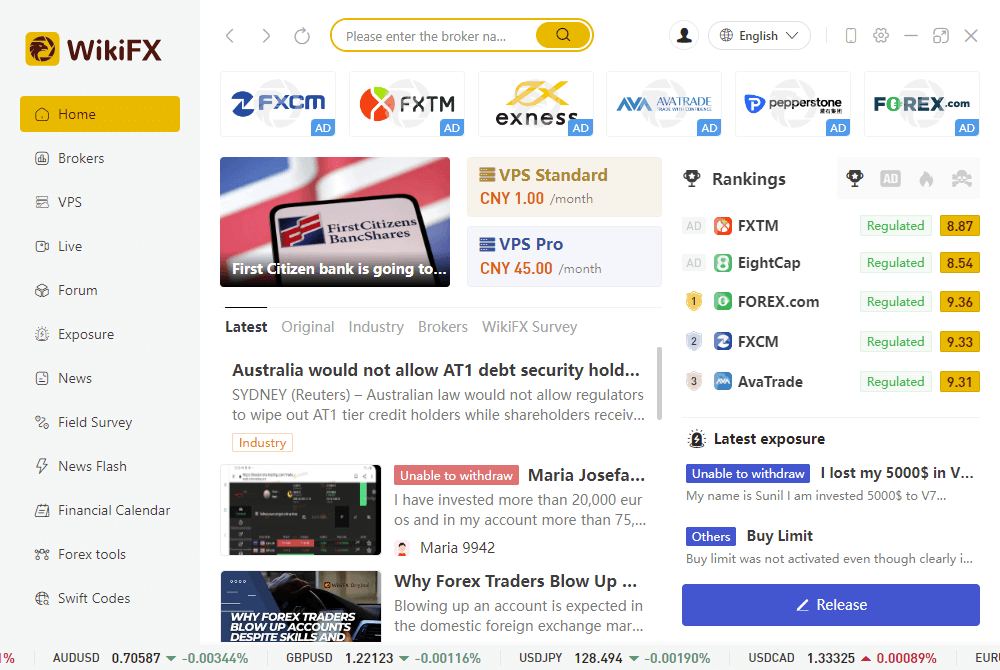 WikiFX
Please enter the broker na...
English
Home
Brokers
VPS
Live
Forum
Exposure
News
Field Survey
News Flash
Financial Calendar
Forex tools
Swift Codes
FXCM
AD
FXTM
AD
exness
AD
AVA AVATRADE
TRADE WITH CONFIDENCE
AD
pepperstone
AD
FOREX.com
AD
FirstCitizens
BancShares
First Citizen bank is going to...
VPS Standard
CNY 1.00 /month
VPS Pro
CNY 45.00 /month
Latest Original Industry Brokers WikiFX Survey
Australia would not allow AT1 debt security hold...
SYDNEY (Reuters) – Australian law would not allow regulators
to wipe out AT1 tier credit holders while shareholders receiv...
Industry
Unable to withdraw Maria Josefa...
I have invested more than 20,000 eur
os and in my account more than 75,...
Maria 9942
WikiFX Original
WHY FOREX TRADERS
BLOW UP ACCOUNTS
DESPITE SKILLS AND
Why Forex Traders Blow Up ...
Blowing up an account is expected in
the domestic foreign exchange mar...
Rankings
AD
AD FXTM Regulated 8.87
AD EightCap Regulated 8.54
1 FOREX.com Regulated 9.36
2 FXCM Regulated 9.33
3 AvaTrade Regulated 9.31
Latest exposure
Unable to withdraw I lost my 5000$ in V...
My name is Sunil I am invested 5000$ to V7...
Others Buy Limit
Buy limit was not activated even though clearly i...
Release
1% AUDUSD 0.70587 -0.00344% GBPUSD 1.22123 -0.00116% USDJPY 128.494 -0.00190% USDCAD 1.33325 0.00089% EUR